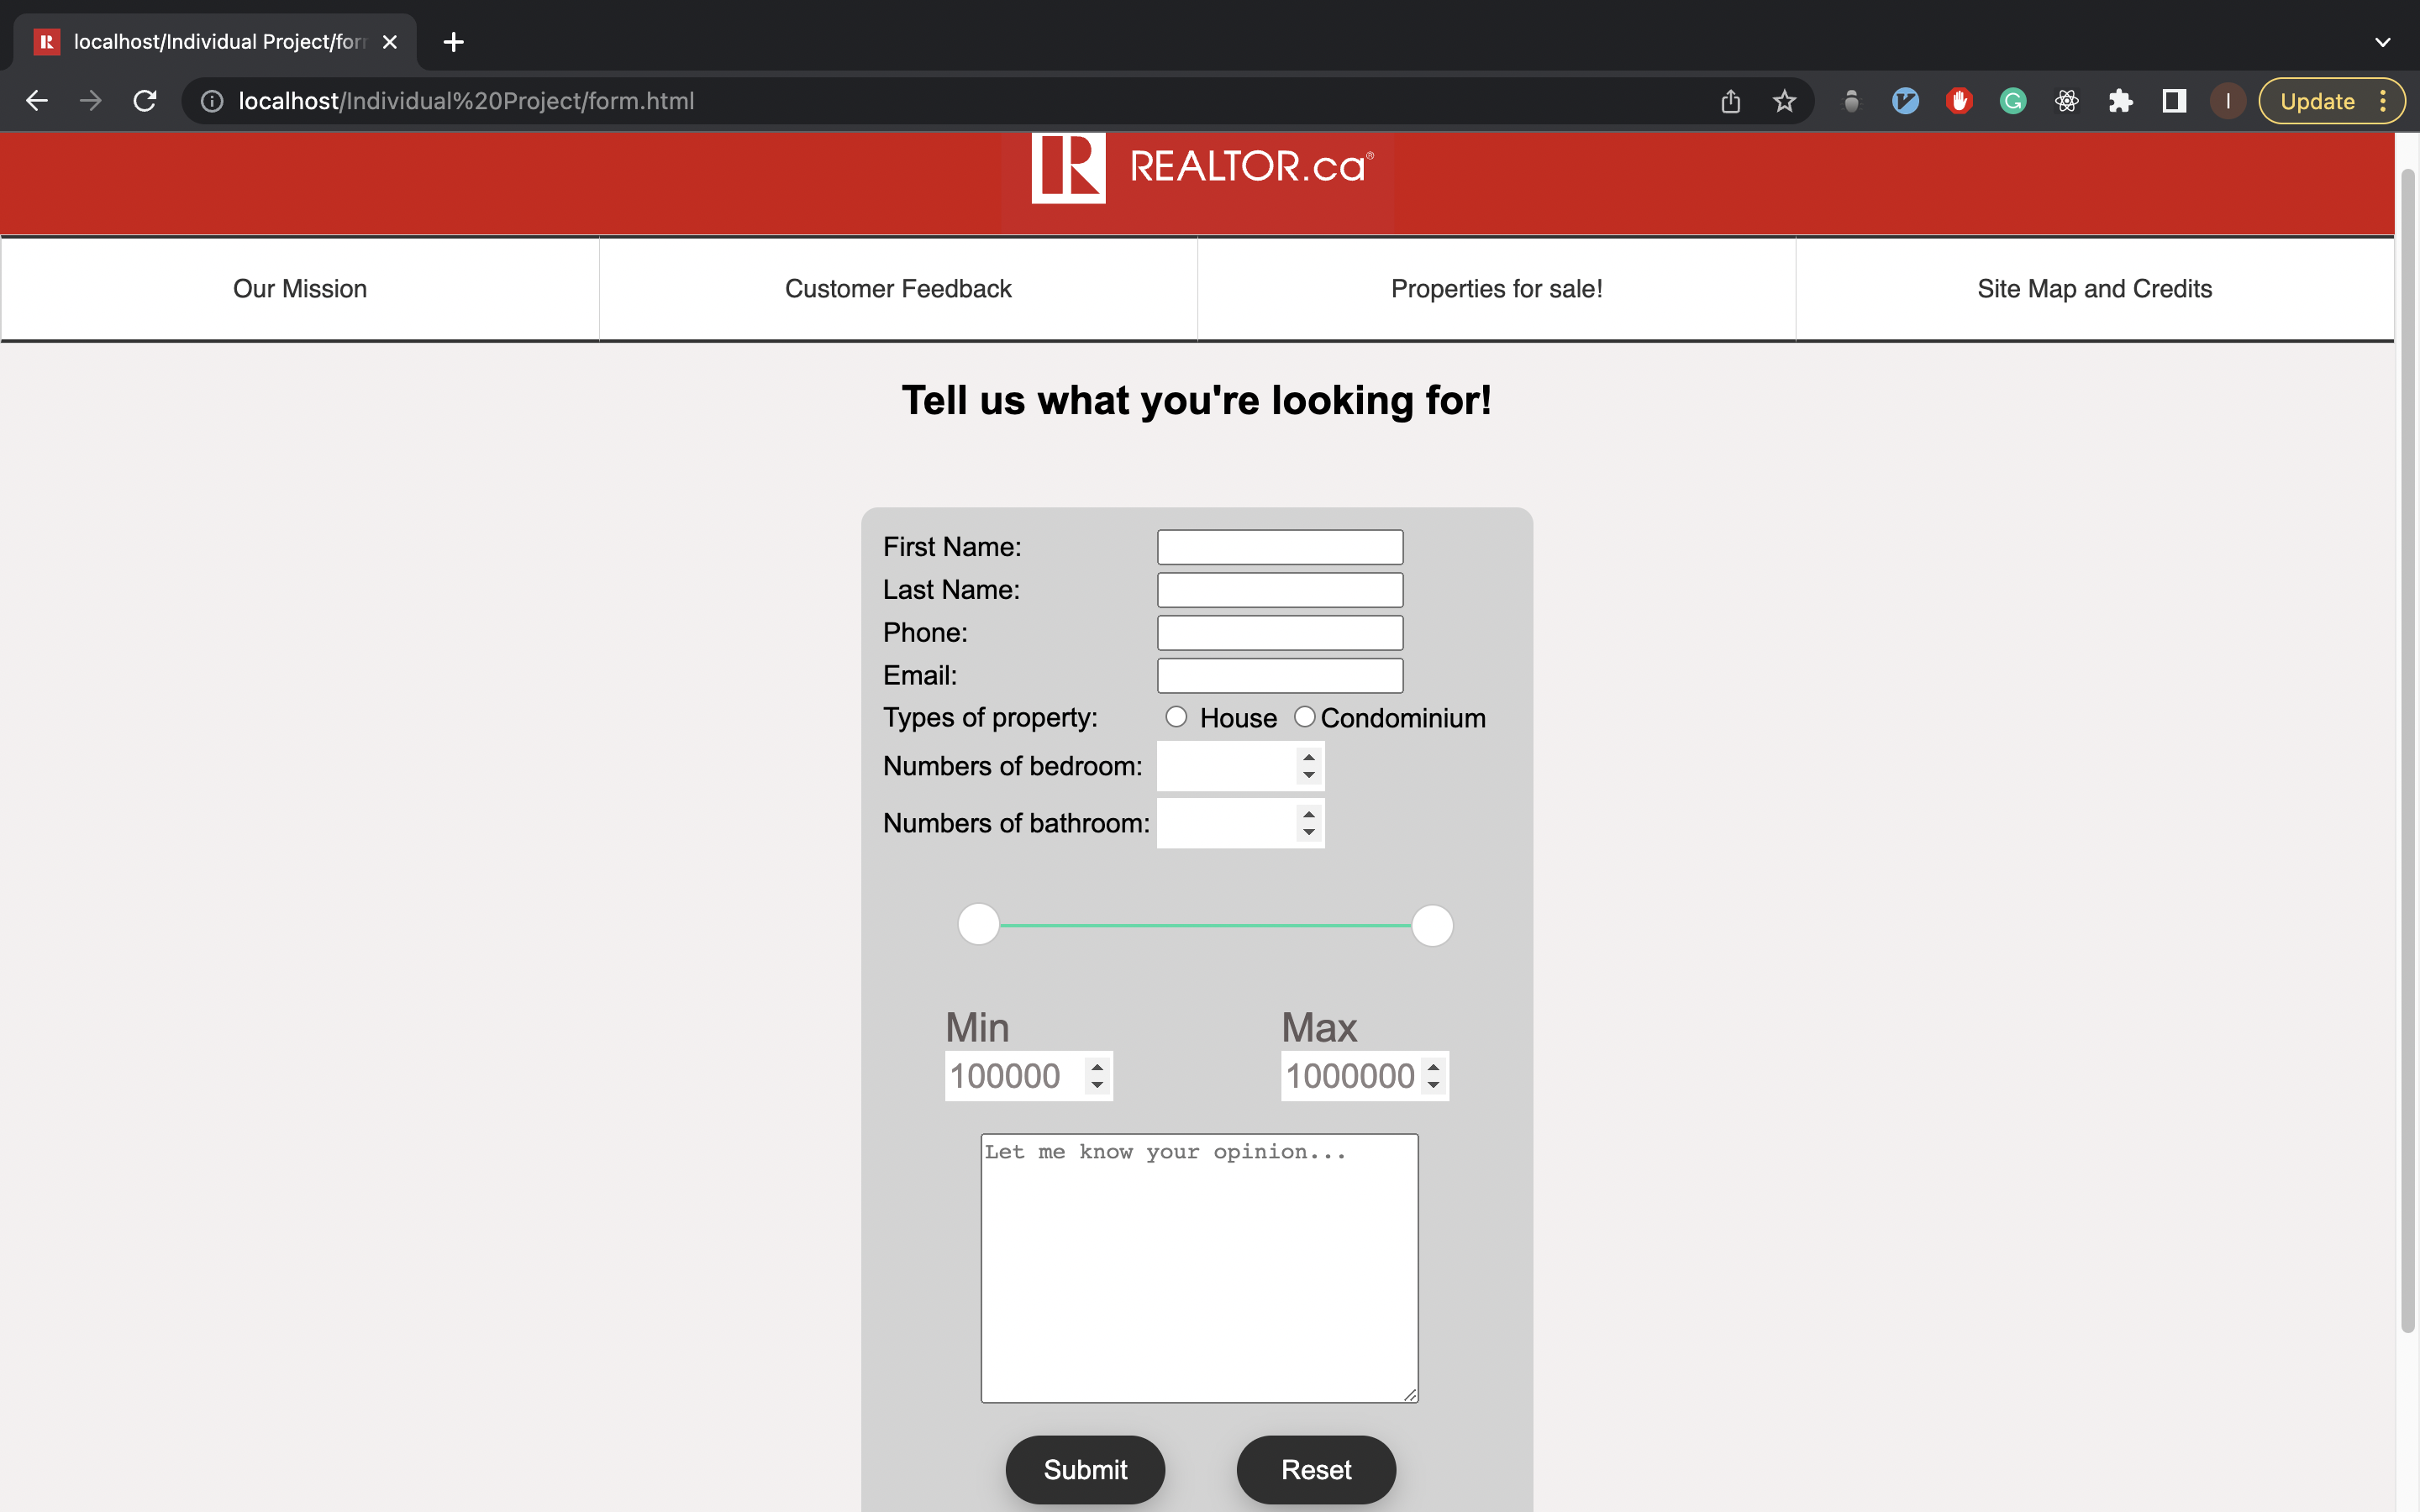 localhost/Individual Project/for
localhost/Individual%20Project/form.html
Update
REALTOR.ca®
Our Mission
Customer Feedback
Properties for sale!
Site Map and Credits
Tell us what you're looking for!
First Name:
Last Name:
Phone:
Email:
Types of property: House Condominium
Numbers of bedroom:
Numbers of bathroom:
Min Max
100000 1000000
Let me know your opinion...
Submit Reset